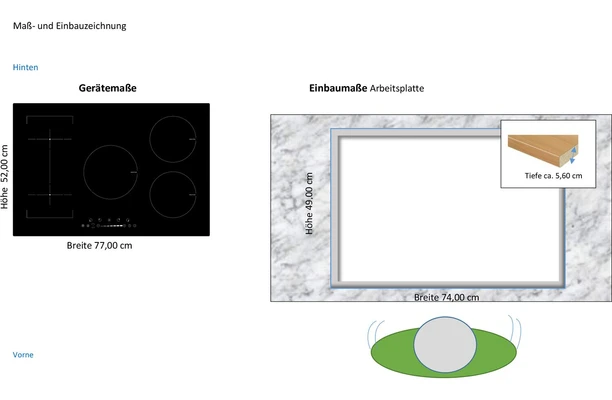 Maß- und Einbauzeichnung
Hinten
Gerätemaße
Einbaumaße Arbeitsplatte
Höhe 52,00 cm
Höhe 49,00 cm
Tiefe ca. 5,60 cm
Breite 77,00 cm
Breite 74,00 cm
Vorne